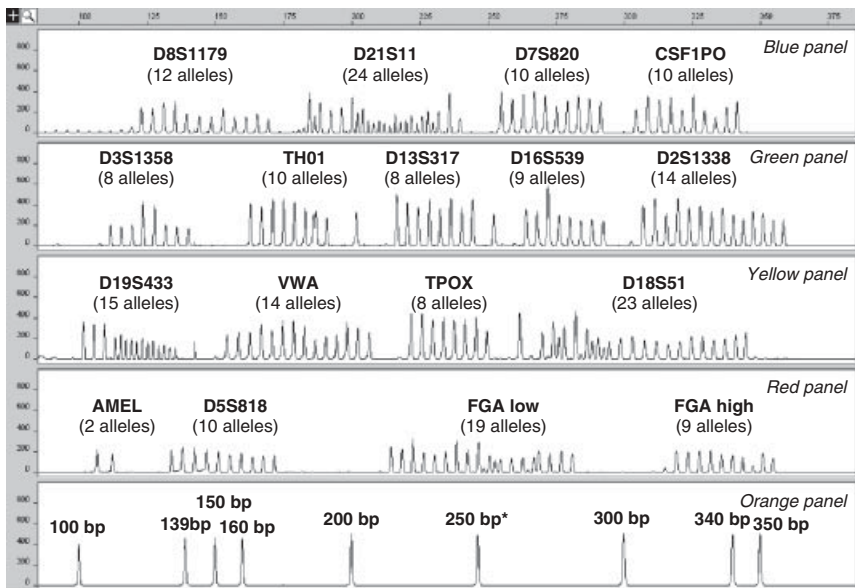 100 125 150 175 200 225 250 275 300 325 350 375
D8S1179 D21S11 D7S820 CSF1PO Blue panel
(12 alleles) (24 alleles) (10 alleles) (10 alleles)
800
600
400
200
0
D3S1358 TH01 D13S317 D16S539 D2S1338 Green panel
(8 alleles) (10 alleles) (8 alleles) (9 alleles) (14 alleles)
800
600
400
200
0
D19S433 VWA TPOX D18S51 Yellow panel
(15 alleles) (14 alleles) (8 alleles) (23 alleles)
800
600
400
200
0
AMEL D5S818 FGA low FGA high Red panel
(2 alleles) (10 alleles) (19 alleles) (9 alleles)
800
600
400
200
0
Orange panel
100 bp 139bp 150 bp 160 bp 200 bp 250 bp* 300 bp 340 bp 350 bp
800
600
400
200
0